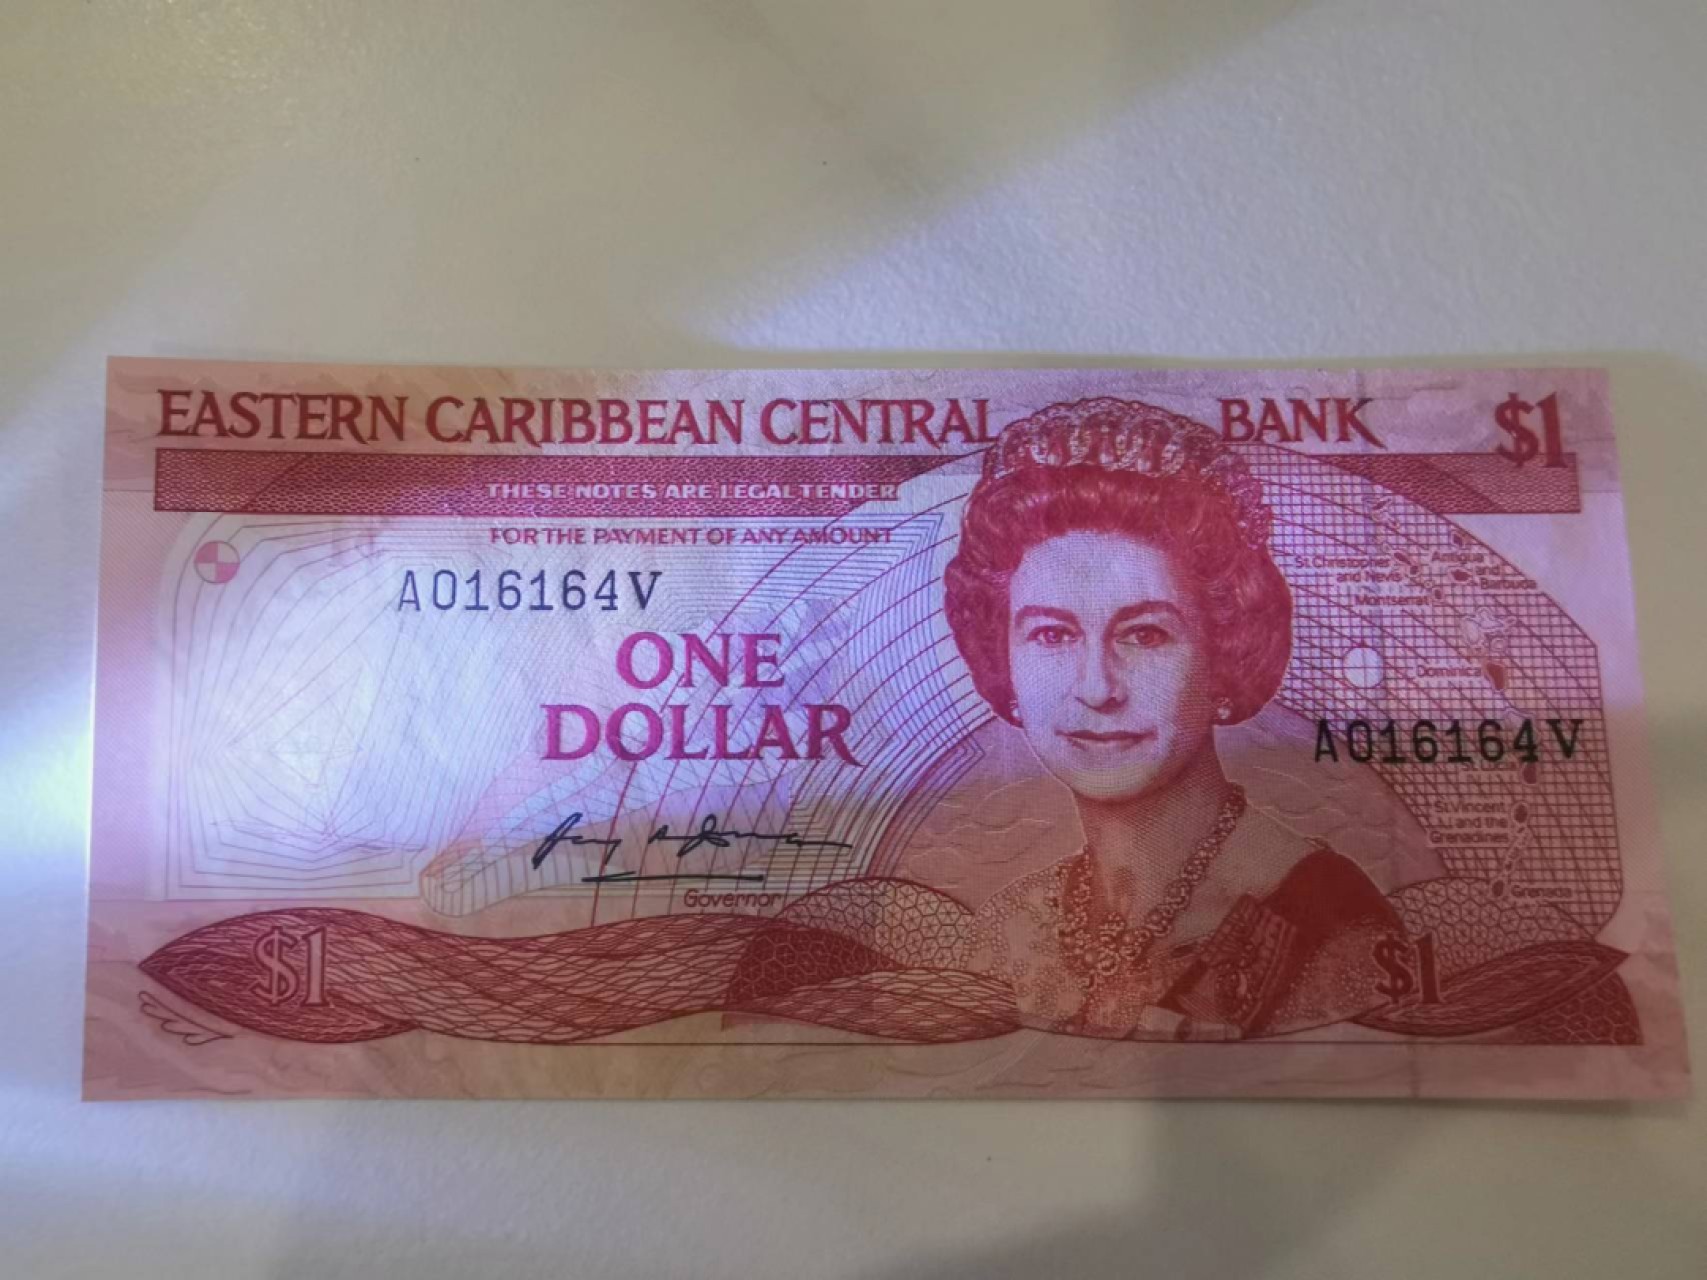 EASTERN CARIBBEAN CENTRAL BANK $1
THESE NOTES ARE LEGAL TENDER
FOR THE PAYMENT OF ANY AMOUNT
A016164V
ONE
DOLLAR
Governor
$1
St. Christopher
and Nevis
Antigua
and
Barbuda
Montserrat
Dominica
A016164V
St. Vincent
and the
Grenadines
Grenada
$1